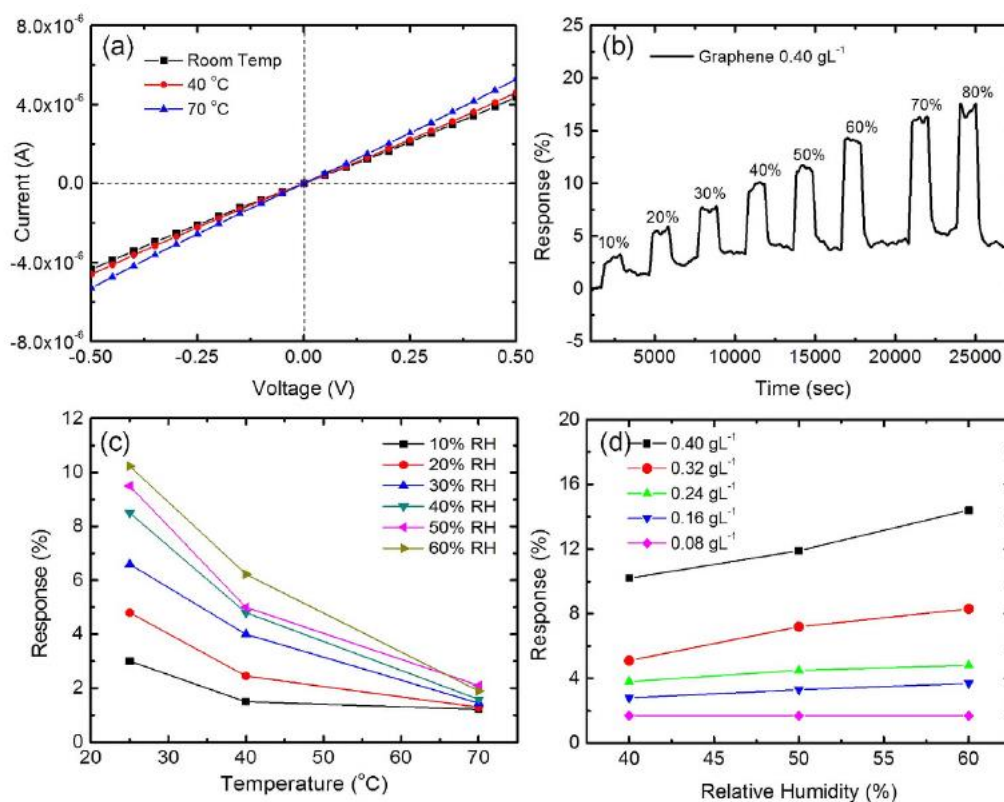 (a)
Room Temp
40 °C
70 °C
8.0x10⁻⁶
4.0x10⁻⁶
0.0
-4.0x10⁻⁶
-8.0x10⁻⁶
Current (A)
-0.50 -0.25 0.00 0.25 0.50
Voltage (V)
(b)
Graphene 0.40 gL⁻¹
10% 20% 30% 40% 50% 60% 70% 80%
25
20
15
10
5
0
-5
Response (%)
5000 10000 15000 20000 25000
Time (sec)
(c)
10% RH
20% RH
30% RH
40% RH
50% RH
60% RH
12
10
8
6
4
2
0
Response (%)
20 30 40 50 60 70
Temperature (°C)
(d)
0.40 gL⁻¹
0.32 gL⁻¹
0.24 gL⁻¹
0.16 gL⁻¹
0.08 gL⁻¹
20
16
12
8
4
0
Response (%)
40 45 50 55 60
Relative Humidity (%)